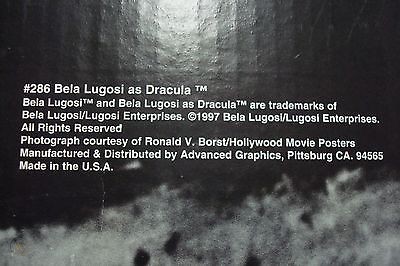 #286 Bela Lugosi as Dracula ™
Bela Lugosi™ and Bela Lugosi as Dracula™ are trademarks of
Bela Lugosi/Lugosi Enterprises. ©1997 Bela Lugosi/Lugosi Enterprises.
All Rights Reserved
Photograph courtesy of Ronald V. Borst/Hollywood Movie Posters
Manufactured & Distributed by Advanced Graphics, Pittsburg CA. 94565
Made in the U.S.A.